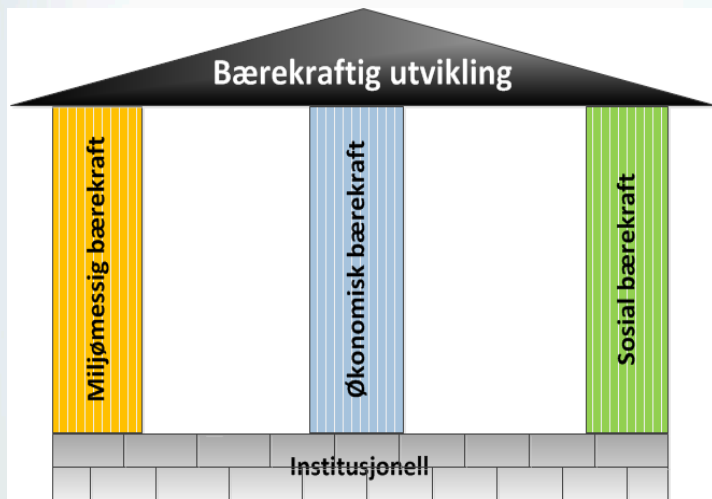 Bærekraftig utvikling
Miljømessig bærekraft
Økonomisk bærekraft
Sosial bærekraft
Institusjonell